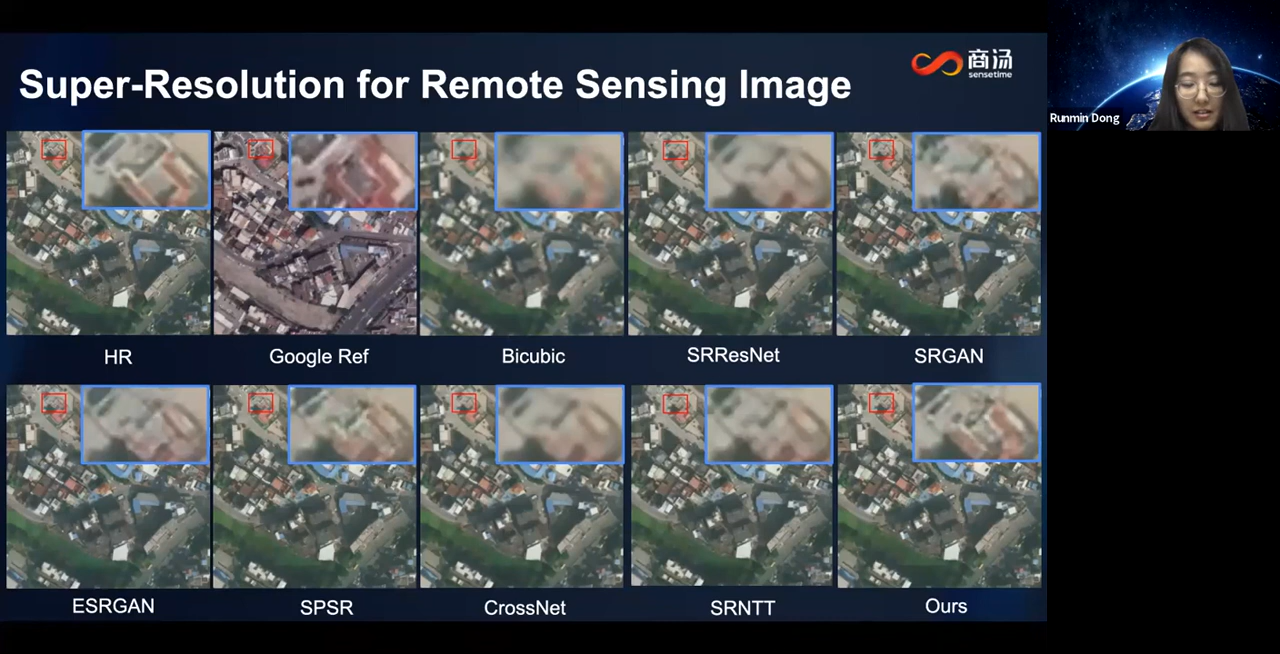 Super-Resolution for Remote Sensing Image
商汤
sensetime
Runmin Dong
HR
Google Ref
Bicubic
SRResNet
SRGAN
ESRGAN
SPSR
CrossNet
SRNTT
Ours